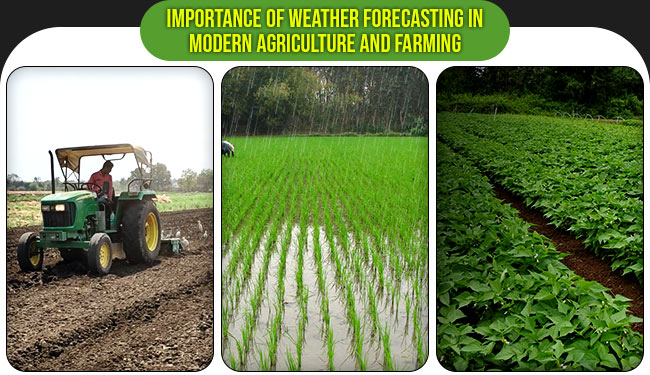 IMPORTANCE OF WEATHER FORECASTING IN
MODERN AGRICULTURE AND FARMING